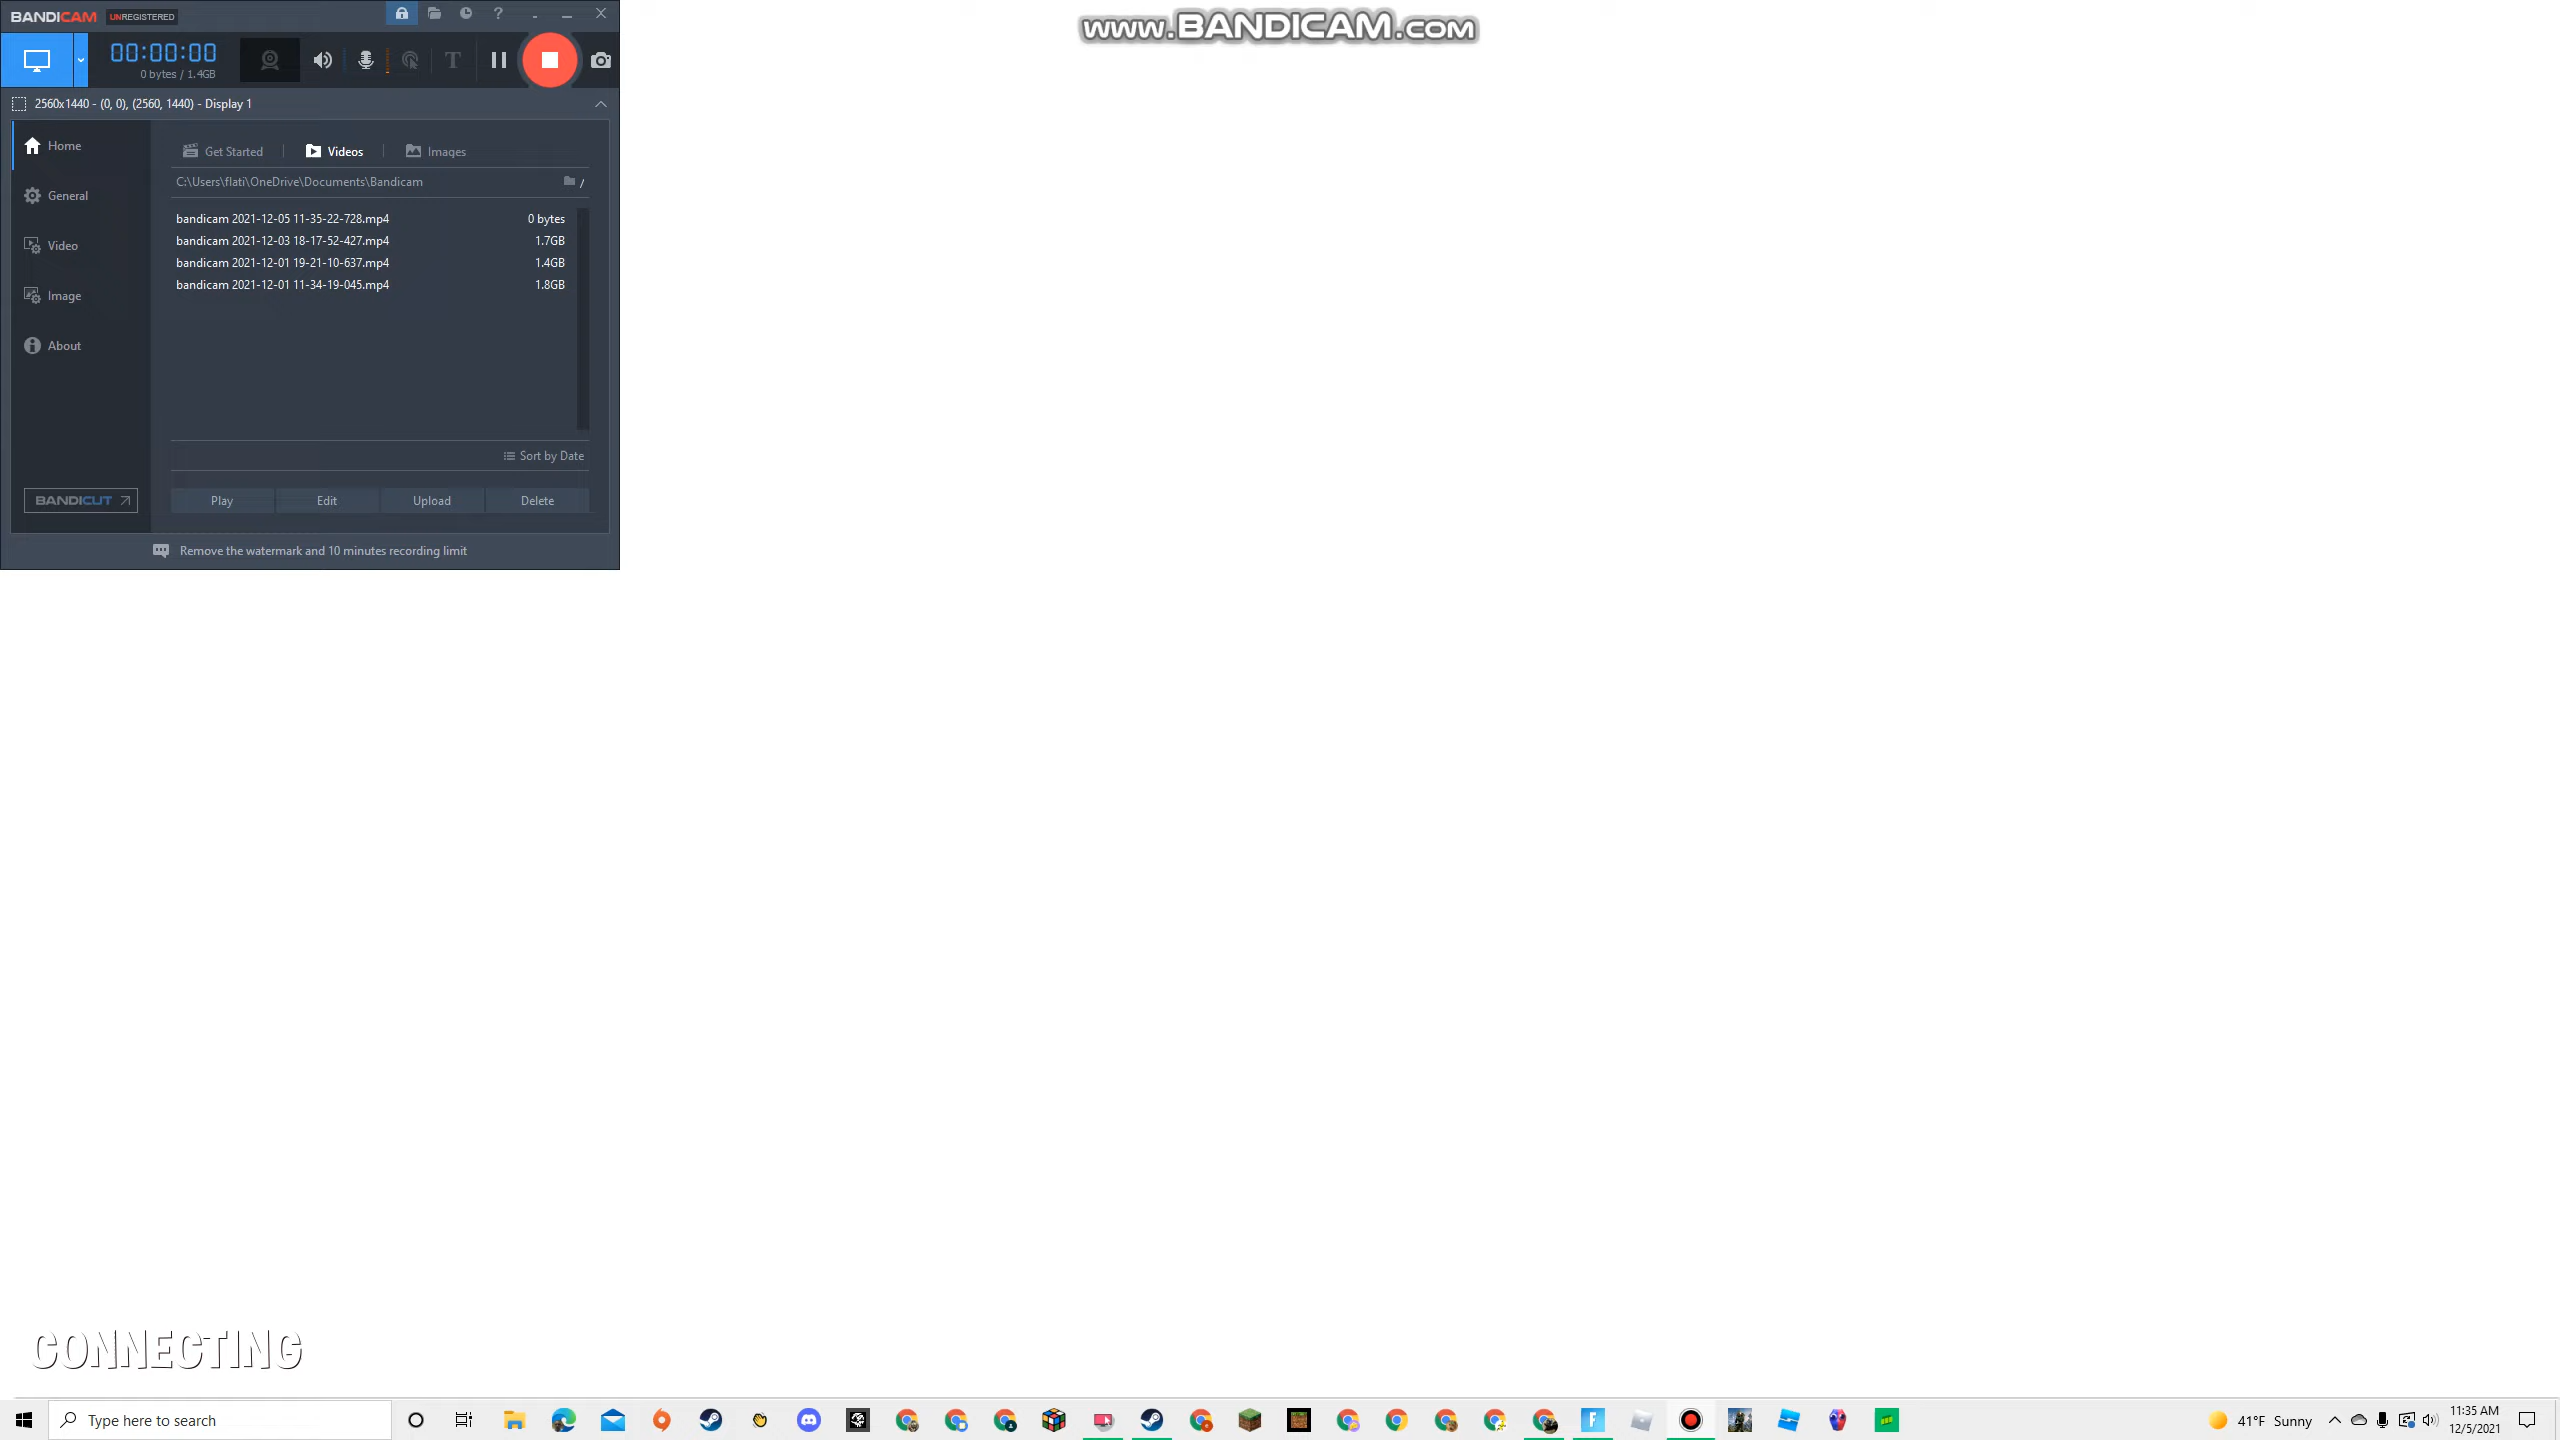 BANDICAM UNREGISTERED
www.BANDICAM.com
00:00:00
0 bytes / 1.4GB
T
2560x1440 - (0, 0), (2560, 1440) - Display 1
Home
General
Video
Image
About
Get Started
Videos
Images
C:\Users\flati\OneDrive\Documents\Bandicam
bandicam 2021-12-05 11-35-22-728.mp4 0 bytes
bandicam 2021-12-03 18-17-52-427.mp4 1.7GB
bandicam 2021-12-01 19-21-10-637.mp4 1.4GB
bandicam 2021-12-01 11-34-19-045.mp4 1.8GB
Sort by Date
BANDICUT
Play Edit Upload Delete
Remove the watermark and 10 minutes recording limit
CONNECTING
Type here to search
F
41°F Sunny
11:35 AM
12/5/2021